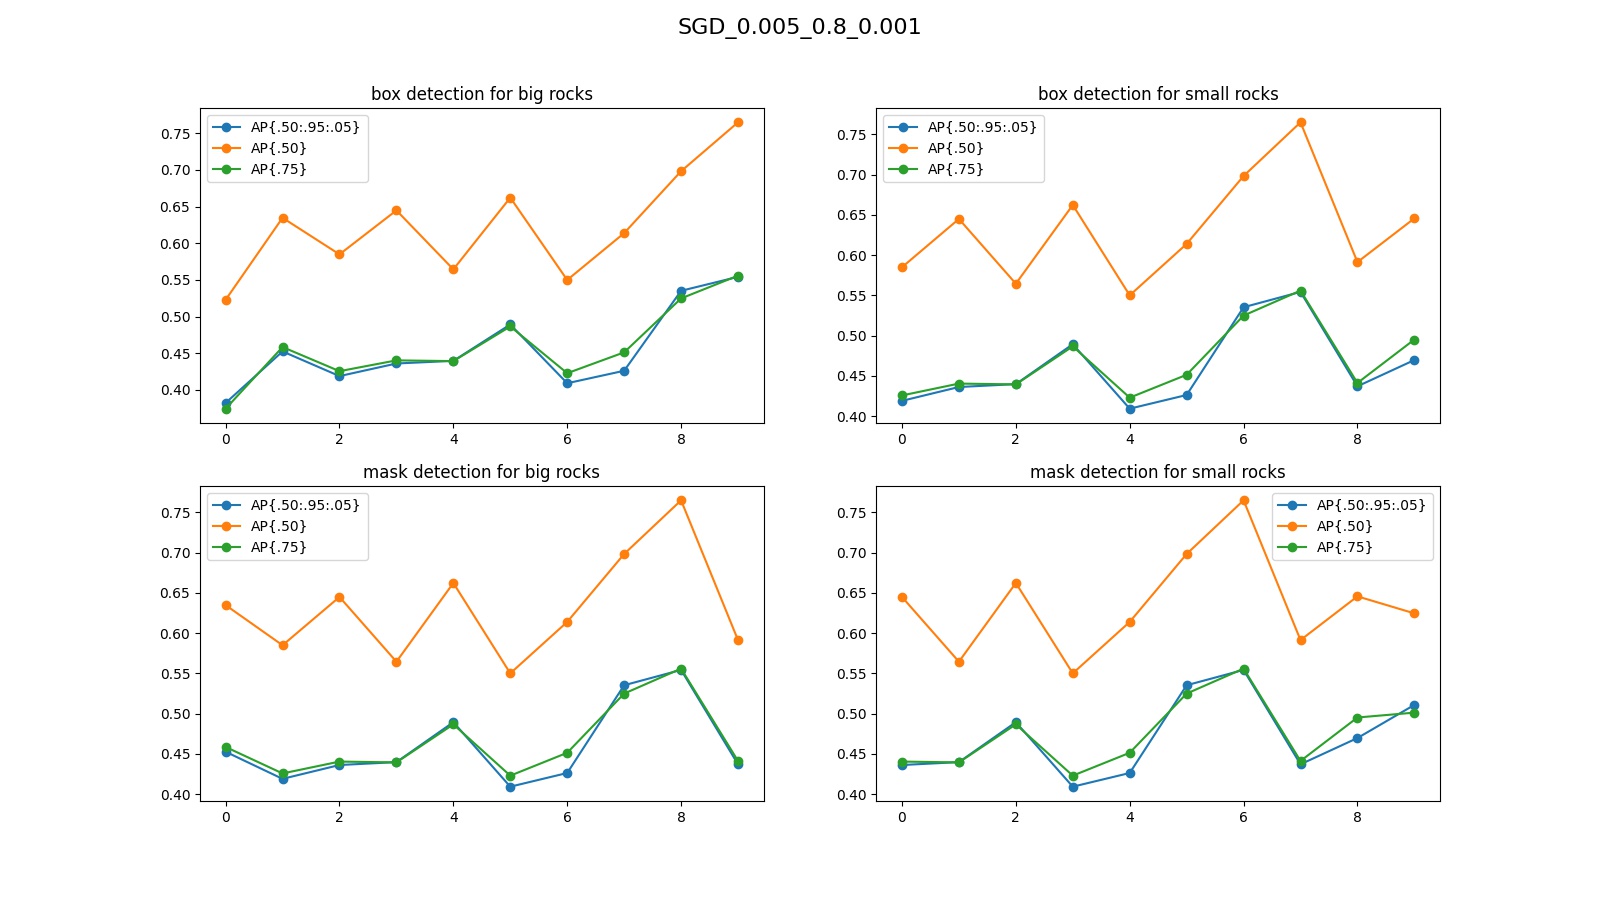 SGD_0.005_0.8_0.001
box detection for big rocks
AP{.50:.95:.05}
AP{.50}
AP{.75}
0.75
0.70
0.65
0.60
0.55
0.50
0.45
0.40
0 2 4 6 8
box detection for small rocks
AP{.50:.95:.05}
AP{.50}
AP{.75}
0.75
0.70
0.65
0.60
0.55
0.50
0.45
0.40
0 2 4 6 8
mask detection for big rocks
AP{.50:.95:.05}
AP{.50}
AP{.75}
0.75
0.70
0.65
0.60
0.55
0.50
0.45
0.40
0 2 4 6 8
mask detection for small rocks
AP{.50:.95:.05}
AP{.50}
AP{.75}
0.75
0.70
0.65
0.60
0.55
0.50
0.45
0.40
0 2 4 6 8